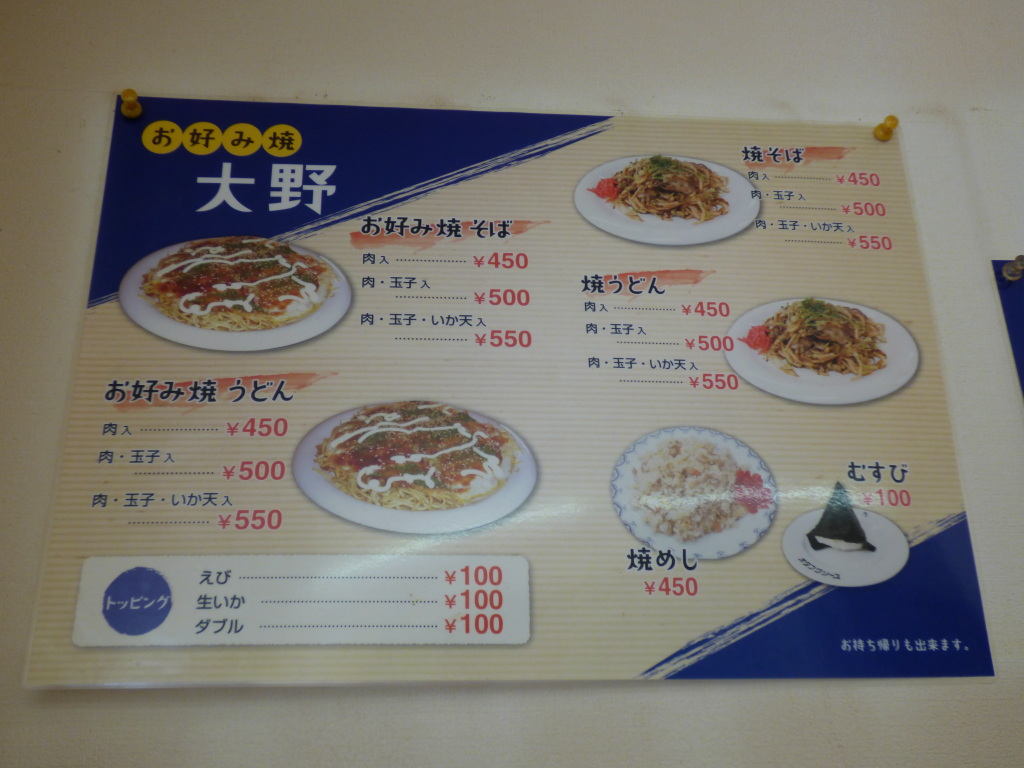 お好み焼
大野
お好み焼 そば
肉入 ¥450
肉・玉子入
¥500
肉・玉子・いか天入
¥550
お好み焼 うどん
肉入 ¥450
肉・玉子入
¥500
肉・玉子・いか天入
¥550
トッピング
えび ¥100
生いか ¥100
ダブル ¥100
焼そば
肉入 ¥450
肉・玉子入
¥500
肉・玉子・いか天入
¥550
焼うどん
肉入 ¥450
肉・玉子入
¥500
肉・玉子・いか天入
¥550
焼めし
¥450
むすび
¥100
お持ち帰りも出来ます。